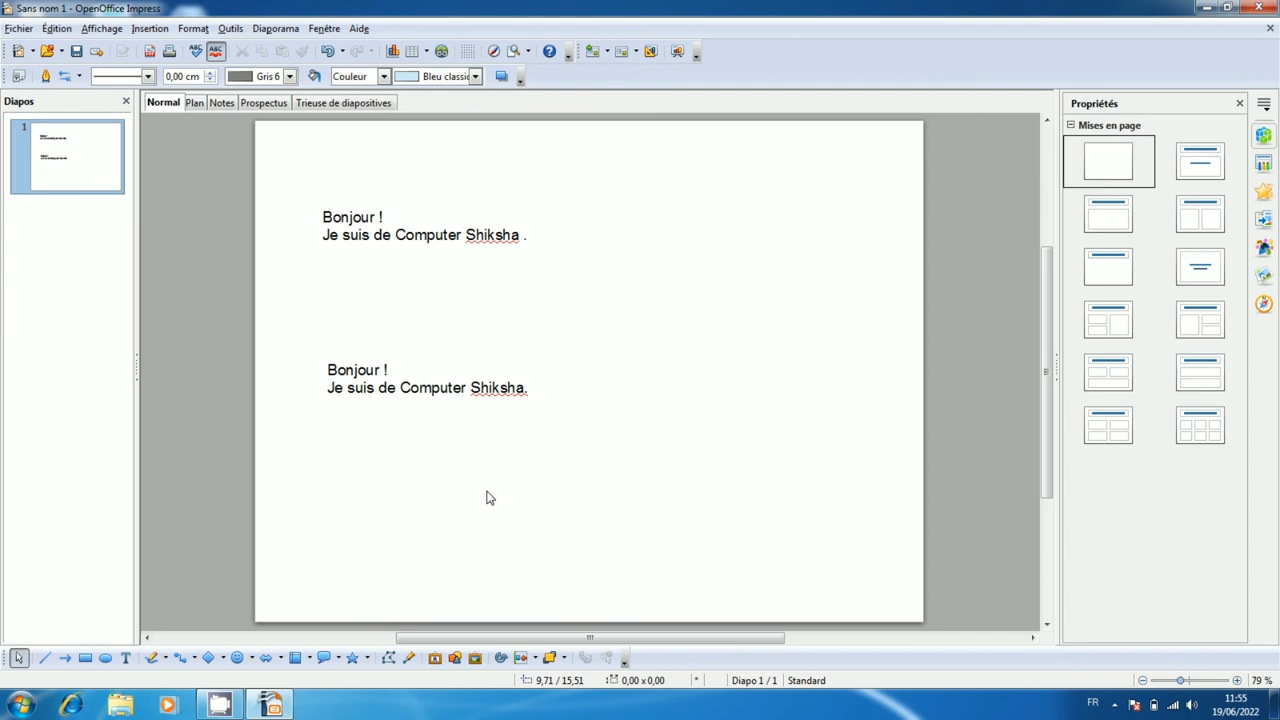 Sans nom 1 - OpenOffice Impress
Fichier Édition Affichage Insertion Format Outils Diaporama Fenêtre Aide
0,00 cm Gris 6 Couleur Bleu classic
Diapos
Normal Plan Notes Prospectus Trieuse de diapositives
Propriétés
Mises en page
1
Bonjour !
Je suis de Computer Shiksha .
Bonjour !
Je suis de Computer Shiksha.
9,71 / 15,51 0,00 x 0,00 * Diapo 1 / 1 Standard 79 %
FR 11:55
19/06/2022